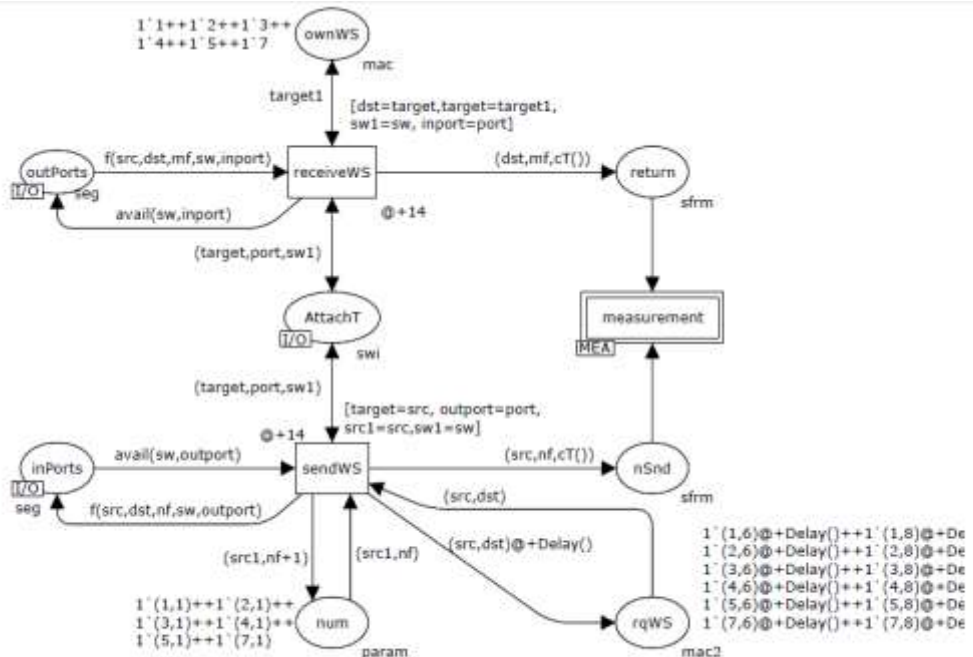 1`1++1`2++1`3++
1`4++1`5++1`7
ownWS
mac
target1
[dst=target,target=target1,
sw1=sw, inport=port]
outPorts
I/O
seg
f(src,dst,mf,sw,inport)
receiveWS
(dst,mf,cT())
return
sfrm
avail(sw,inport)
@+14
(target,port,sw1)
AttachT
I/O
swi
measurement
MEA
(target,port,sw1)
[target=src, outport=port,
src1=src,sw1=sw]
@+14
inPorts
I/O
seg
avail(sw,outport)
sendWS
(src,nf,cT())
nSnd
sfrm
f(src,dst,nf,sw,outport)
(src,dst)
(src1,nf+1)
(src1,nf)
(src,dst)@+Delay()
1`(1,1)++1`(2,1)++
1`(3,1)++1`(4,1)++
1`(5,1)++1`(7,1)
num
param
rqWS
mac2
1`(1,6)@+Delay()++1`(1,8)@+De
1`(2,6)@+Delay()++1`(2,8)@+De
1`(3,6)@+Delay()++1`(3,8)@+De
1`(4,6)@+Delay()++1`(4,8)@+De
1`(5,6)@+Delay()++1`(5,8)@+De
1`(7,6)@+Delay()++1`(7,8)@+De